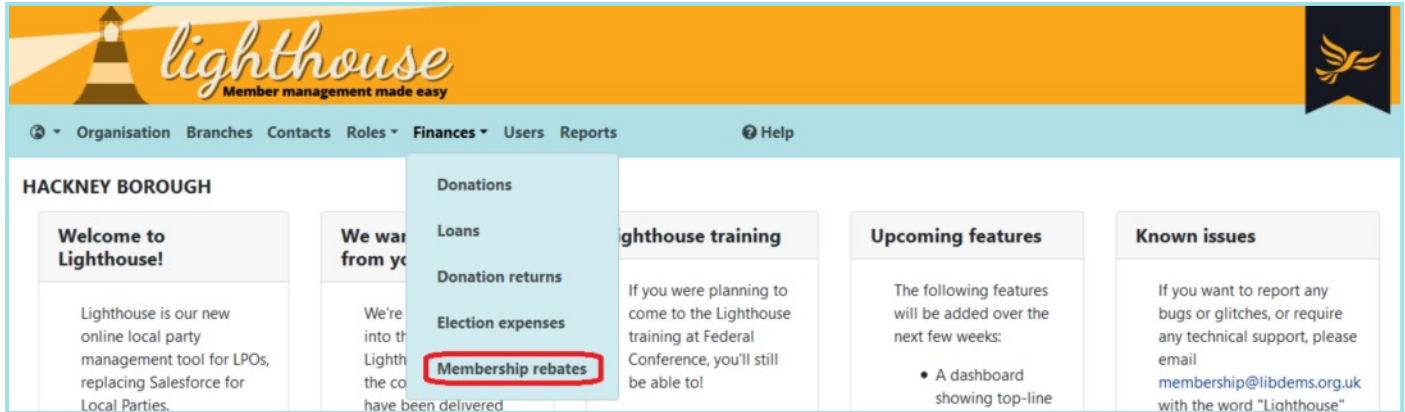 lighthouse
Member management made easy
Organisation Branches Contacts Roles Finances Users Reports Help
HACKNEY BOROUGH
Donations
Loans
Donation returns
Election expenses
Membership rebates
Welcome to
Lighthouse!
Lighthouse is our new
online local party
management tool for LPOs,
replacing Salesforce for
Local Parties.
We
from
We're
into
the
have been delivered
training
If you were planning to
come to the Lighthouse
training at Federal
Conference, you'll still
be able to!
Upcoming features
The following features
will be added over the
next few weeks:
• A dashboard
showing top-line
Known issues
If you want to report any
bugs or glitches, or require
any technical support, please
email
membership@libdems.org.uk
with the word "Lighthouse"